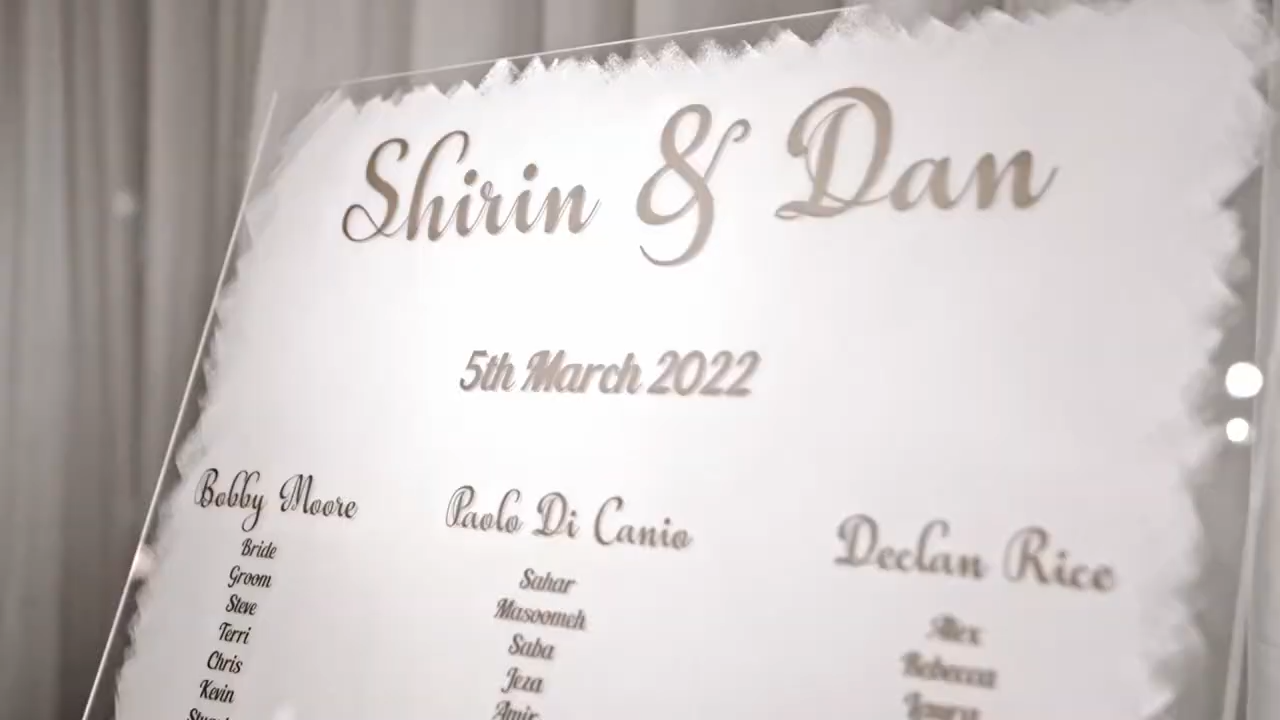 Shirin & Dan
5th March 2022
Bobby Moore
Bride
Groom
Steve
Terri
Chris
Kevin
Paolo Di Canio
Sahar
Masoomeh
Saba
Jeza
Amir
Declan Rice
Alex
Rebecca